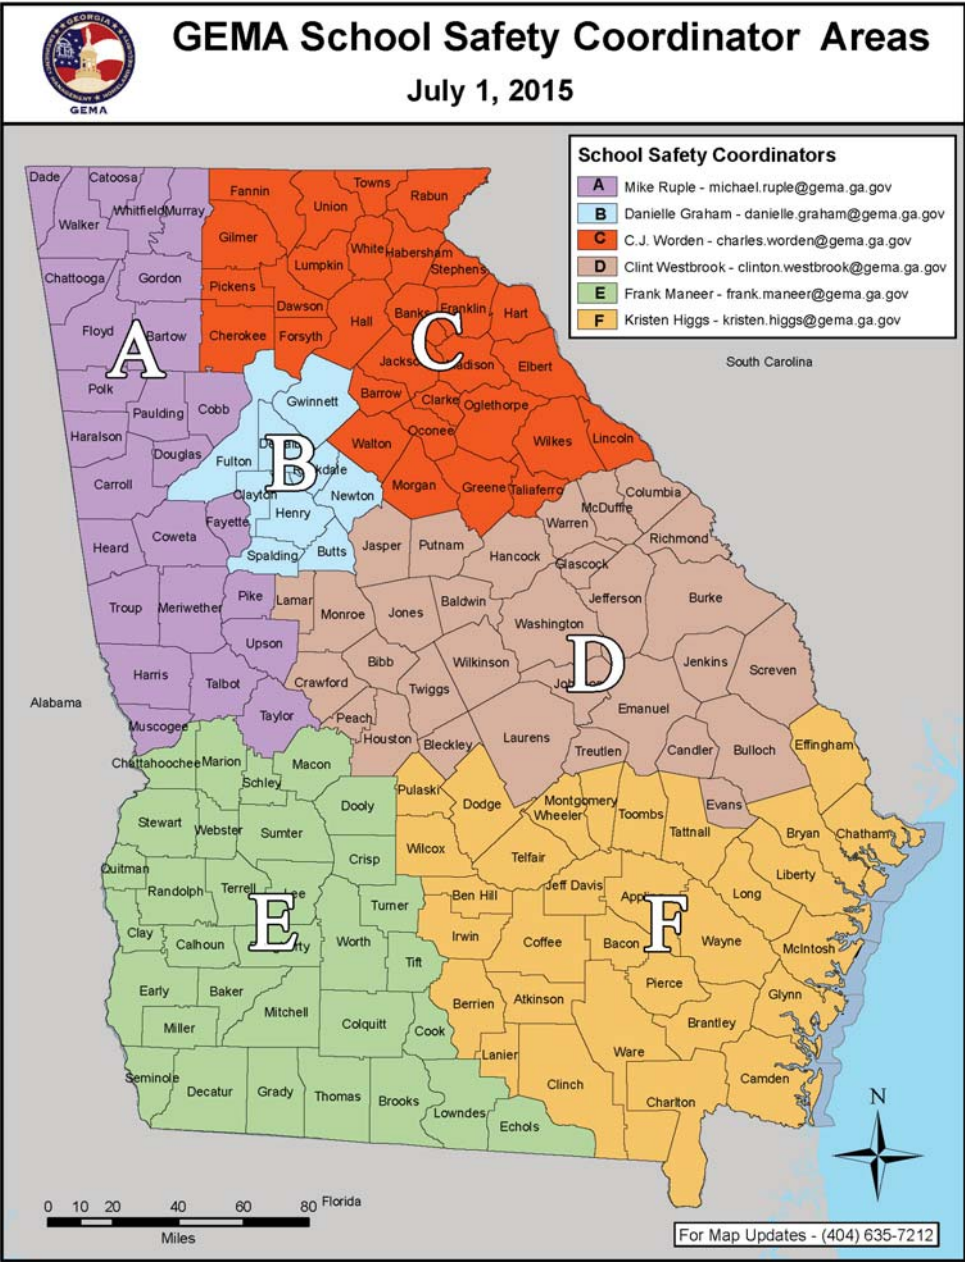 GEORGIA
EMERGENCY MANAGEMENT HOMELAND SECURITY
GEMA
GEMA School Safety Coordinator Areas
July 1, 2015
School Safety Coordinators
A Mike Ruple - michael.ruple@gema.ga.gov
B Danielle Graham - danielle.graham@gema.ga.gov
C C.J. Worden - charles.worden@gema.ga.gov
D Clint Westbrook - clinton.westbrook@gema.ga.gov
E Frank Maneer - frank.maneer@gema.ga.gov
F Kristen Higgs - kristen.higgs@gema.ga.gov
Dade Catoosa Fannin Towns Rabun
Whitfield Murray Union
Walker Gilmer White Habersham
Chattooga Gordon Pickens Lumpkin Stephens
Floyd Bartow Cherokee Dawson Forsyth Hall Banks Franklin Hart
A C
South Carolina
Polk Paulding Cobb Gwinnett Barrow Clarke Oglethorpe Elbert
Haralson Douglas Fulton Walton Oconee Wilkes Lincoln
B
Carroll Clayton Newton Morgan Greene Taliaferro
Fayette Henry McDuffie Columbia
Heard Coweta Spalding Butts Jasper Putnam Hancock Warren Richmond
Glascock
Troup Meriwether Pike Lamar Monroe Jones Baldwin Washington Jefferson Burke
Upson
Harris Talbot Crawford Bibb Twiggs Wilkinson D Jenkins Screven
Alabama
Muscogee Taylor Peach Houston Bleckley Laurens Emanuel
Treutlen Candler Bulloch Effingham
Chattahoochee Marion Schley Macon
Stewart Webster Sumter Dooly Pulaski Dodge Montgomery Wheeler Toombs Tattnall Evans Bryan Chatham
Quitman Randolph Terrell Crisp Wilcox Telfair Liberty
Ben Hill Jeff Davis Long
Clay Calhoun E Worth Turner Irwin Coffee Bacon F Wayne McIntosh
Early Baker Tift Pierce
Miller Mitchell Colquitt Cook Berrien Atkinson Brantley Glynn
Seminole Decatur Grady Thomas Brooks Lanier Ware Camden
Lowndes Echols Clinch Charlton
N
0 10 20 40 60 80
Miles
Florida
For Map Updates - (404) 635-7212